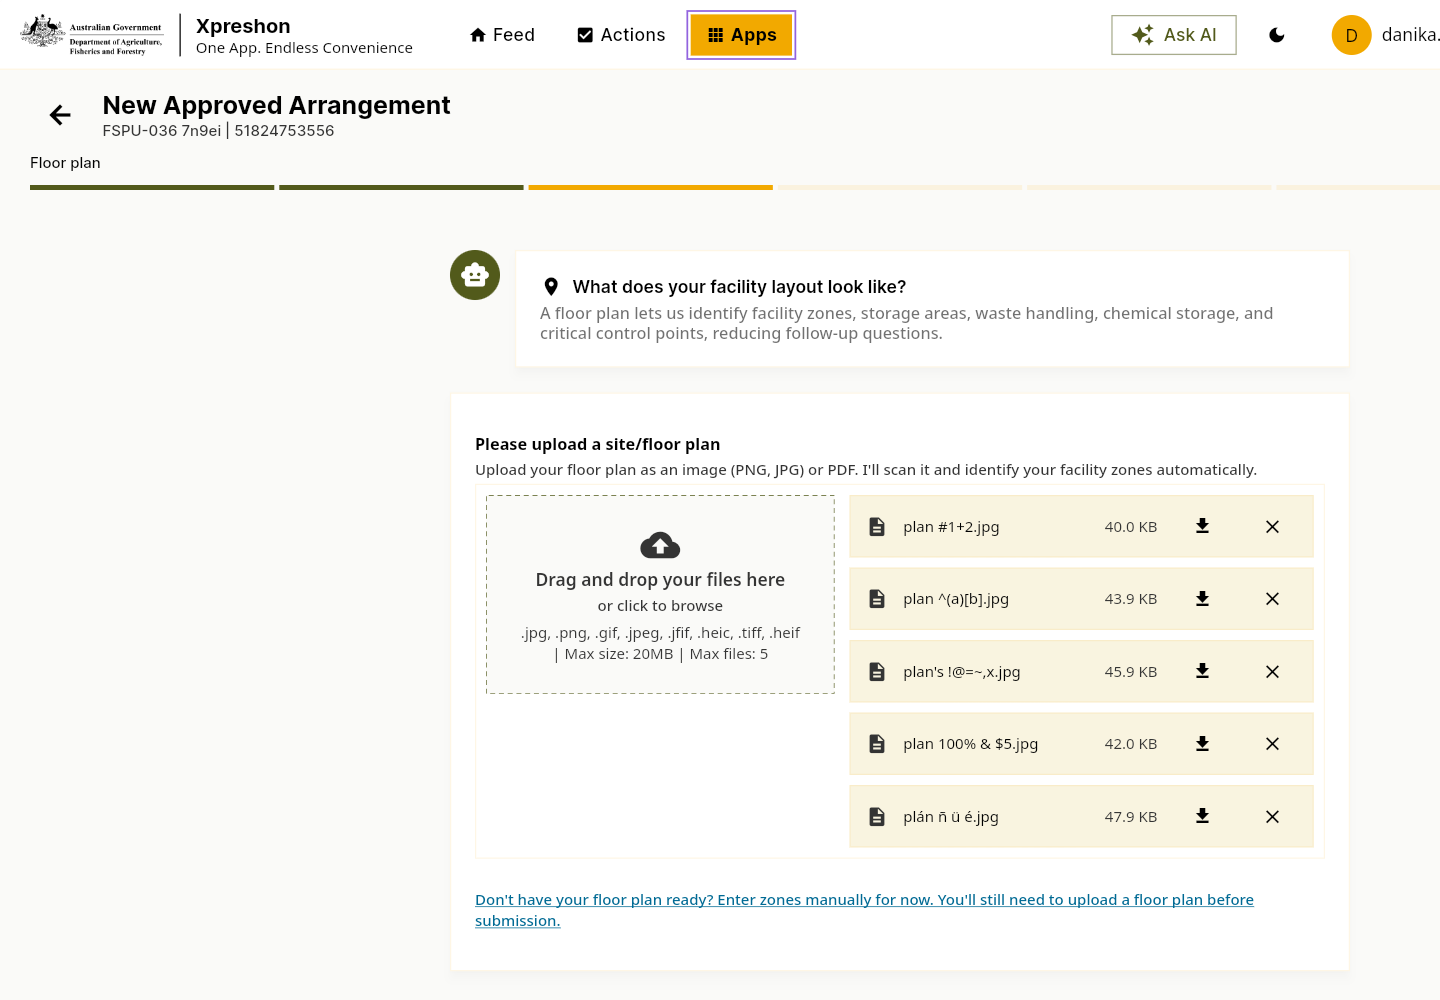 Australian Government
Department of Agriculture,
Fisheries and Forestry
Xpreshon
One App. Endless Convenience
Feed
Actions
Apps
Ask AI
D
danika.
New Approved Arrangement
FSPU-036 7n9ei | 51824753556
Floor plan
What does your facility layout look like?
A floor plan lets us identify facility zones, storage areas, waste handling, chemical storage, and
critical control points, reducing follow-up questions.
Please upload a site/floor plan
Upload your floor plan as an image (PNG, JPG) or PDF. I'll scan it and identify your facility zones automatically.
Drag and drop your files here
or click to browse
.jpg, .png, .gif, .jpeg, .jfif, .heic, .tiff, .heif
| Max size: 20MB | Max files: 5
plan #1+2.jpg 40.0 KB
plan ^(a)[b].jpg 43.9 KB
plan's !@=~,x.jpg 45.9 KB
plan 100% & $5.jpg 42.0 KB
plán ñ ü é.jpg 47.9 KB
Don't have your floor plan ready? Enter zones manually for now. You'll still need to upload a floor plan before
submission.